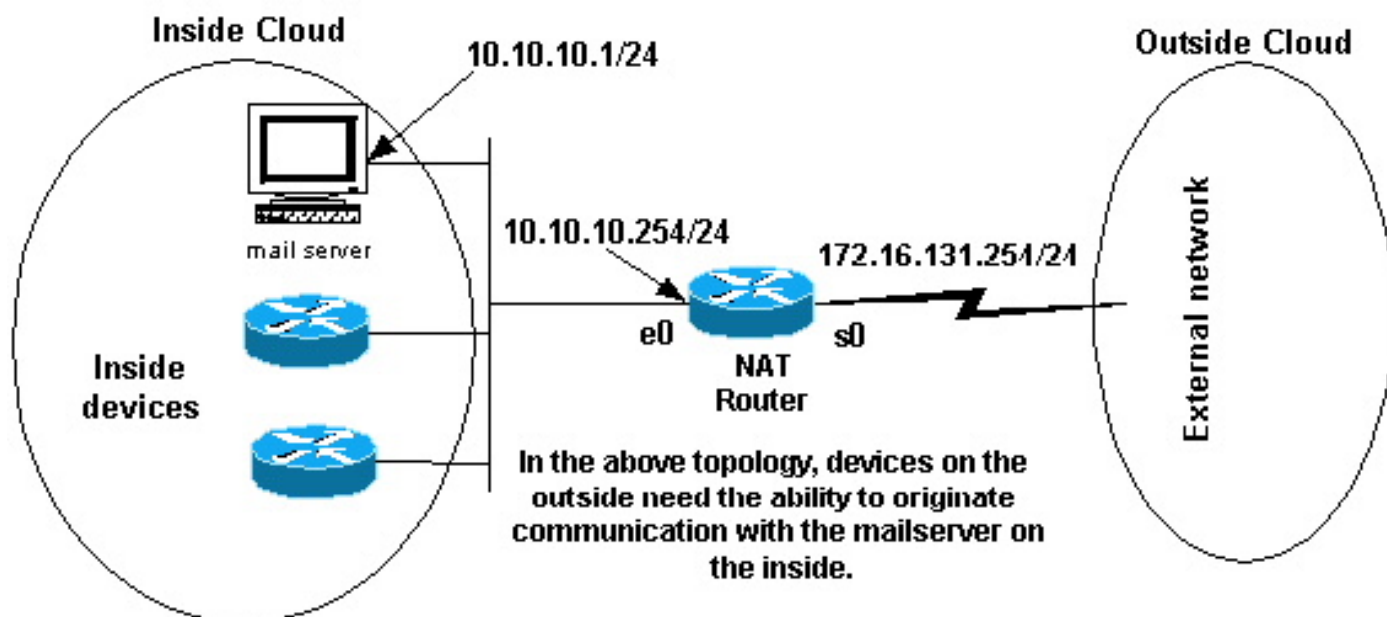 Inside Cloud
10.10.10.1/24
Outside Cloud
mail server
10.10.10.254/24
172.16.131.254/24
e0
s0
NAT
Router
Inside
devices
External network
In the above topology, devices on the
outside need the ability to originate
communication with the mailserver on
the inside.